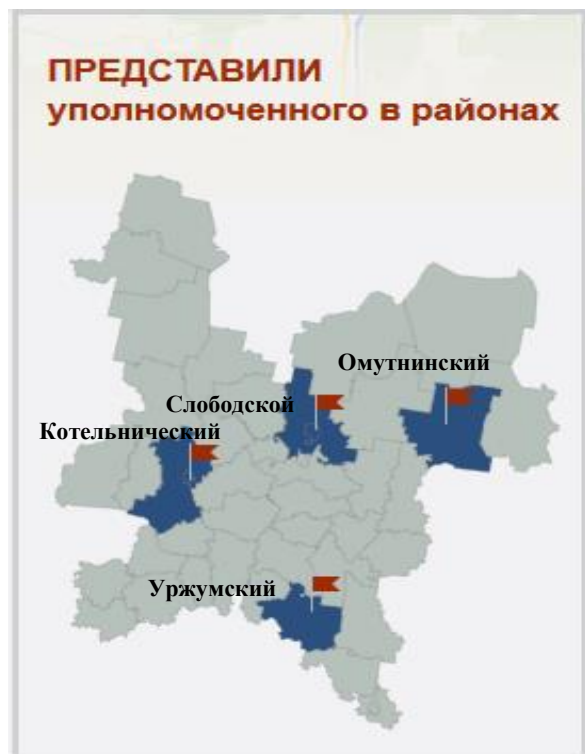 ПРЕДСТАВИЛИ
уполномоченного в районах
Омутнинский
Слободской
Котельнический
Уржумский